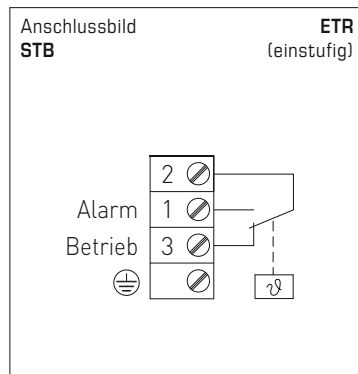 Anschlussbild ETR
STB (einstufig)
2
Alarm 1
Betrieb 3
ϑ